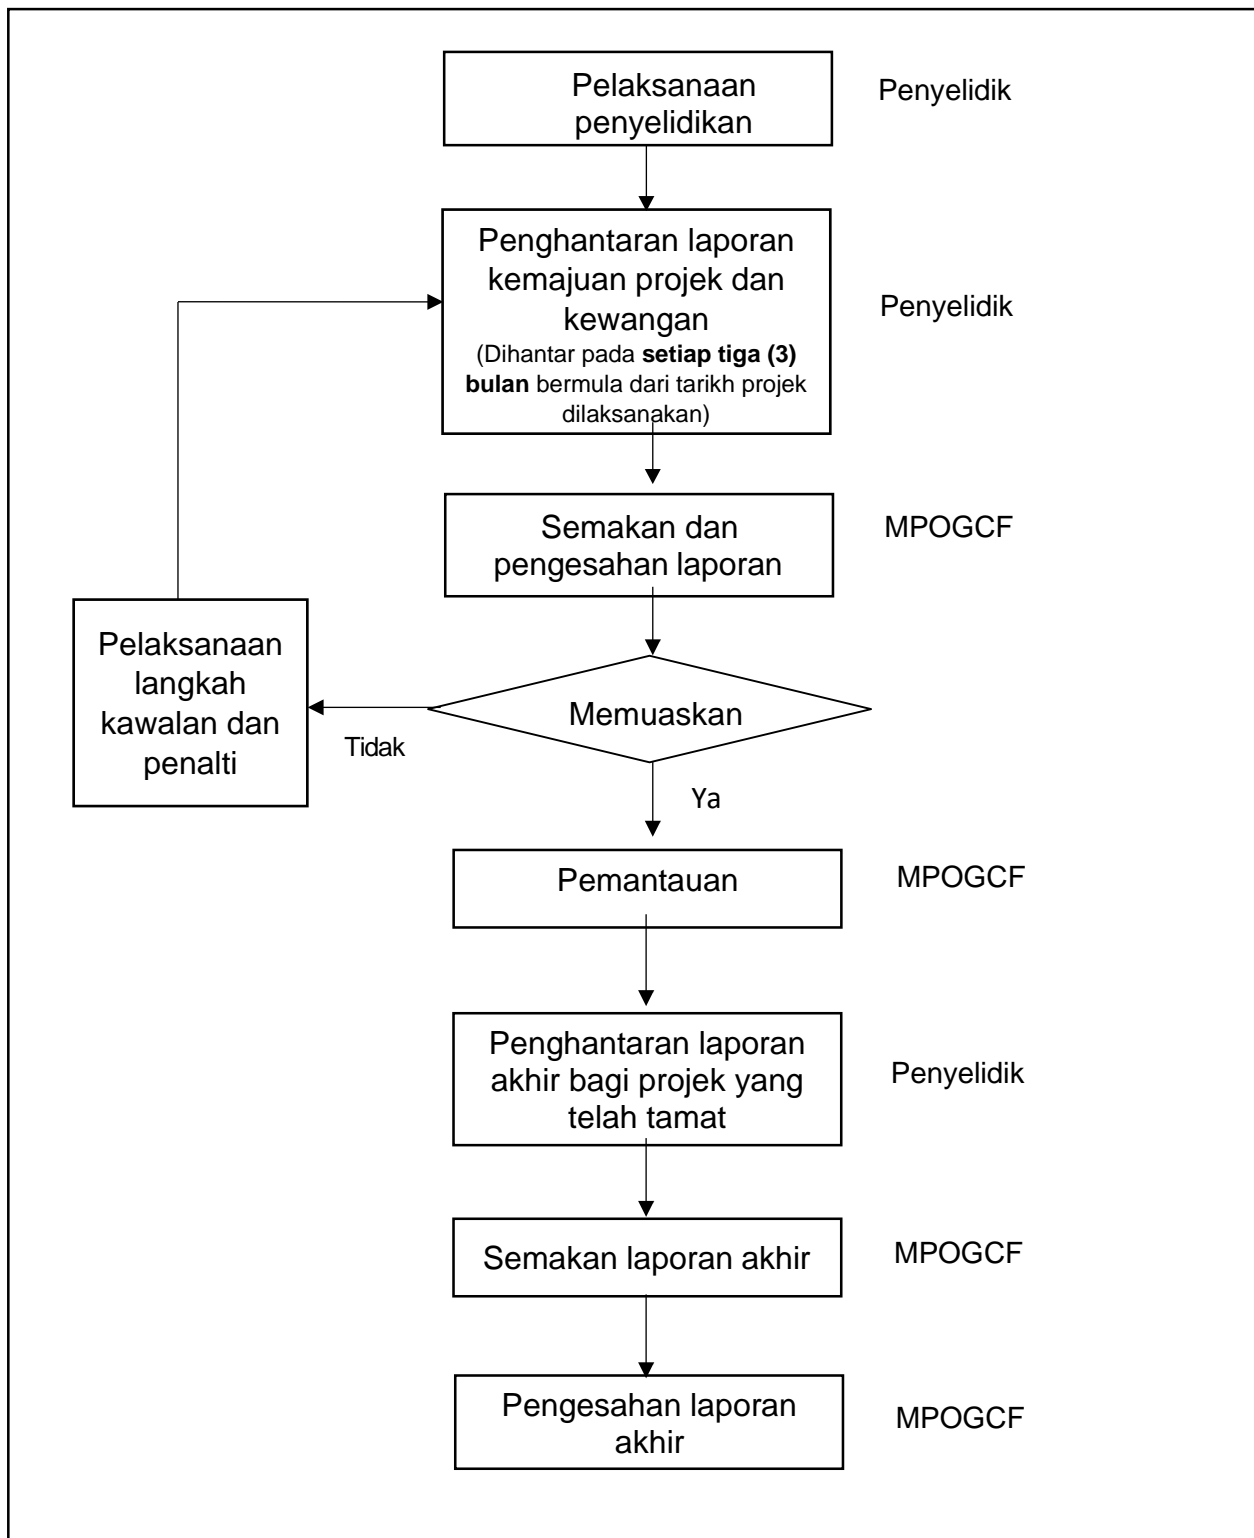 Pelaksanaan
penyelidikan
Penyelidik
Penghantaran laporan
kemajuan projek dan
kewangan
(Dihantar pada setiap tiga (3)
bulan bermula dari tarikh projek
dilaksanakan)
Penyelidik
Semakan dan
pengesahan laporan
MPOGCF
Pelaksanaan
langkah
kawalan dan
penalti
Memuaskan
Tidak
Ya
Pemantauan
MPOGCF
Penghantaran laporan
akhir bagi projek yang
telah tamat
Penyelidik
Semakan laporan akhir
MPOGCF
Pengesahan laporan
akhir
MPOGCF